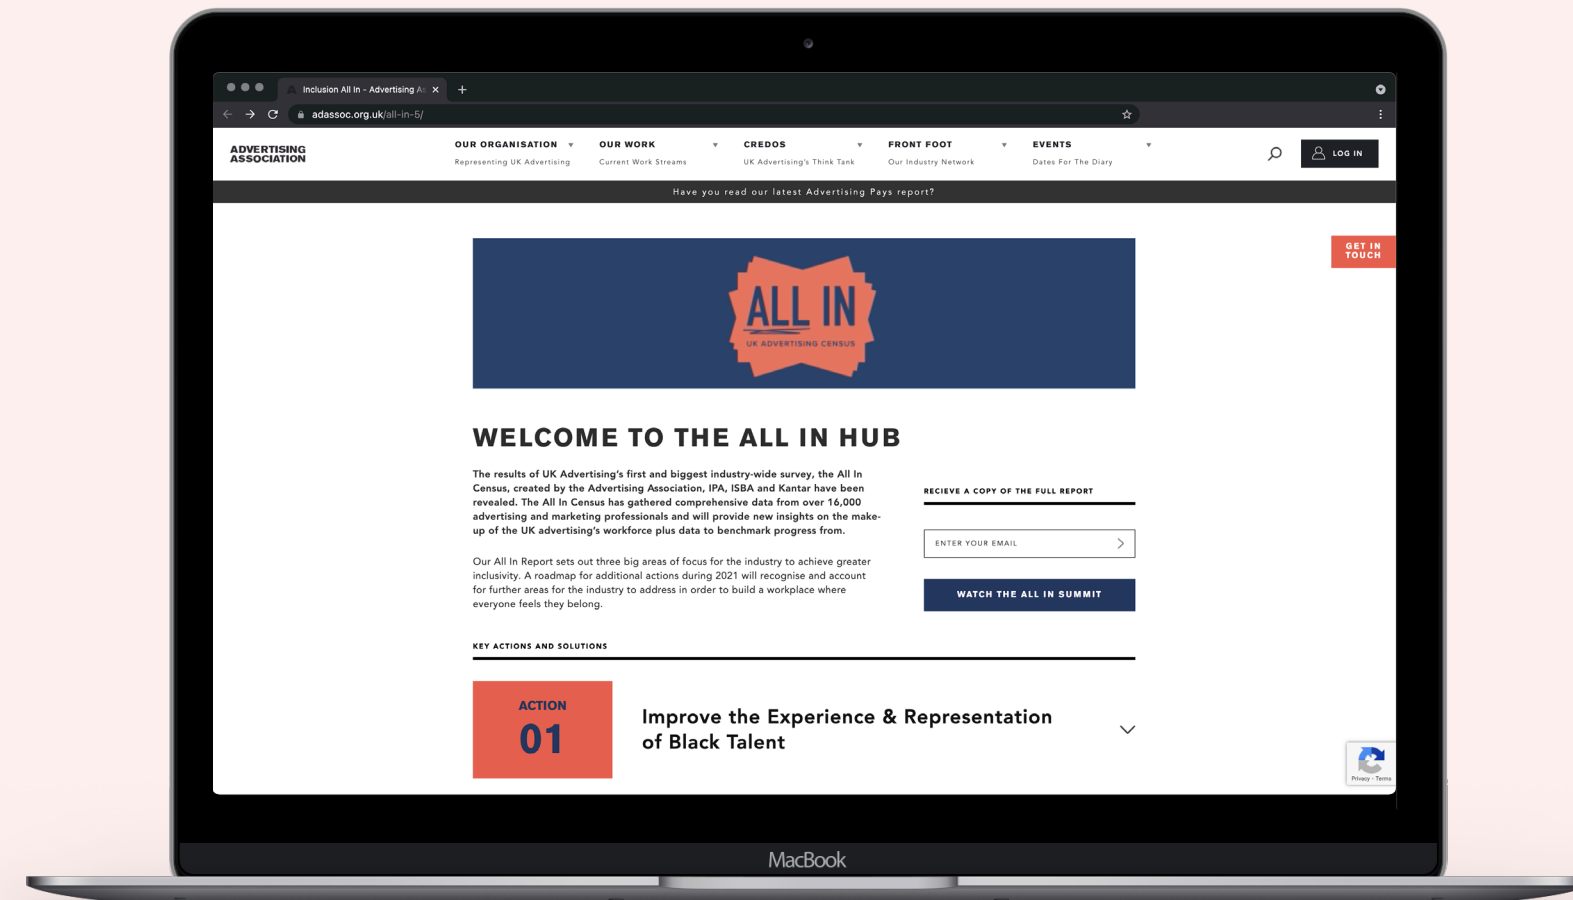 Inclusion All In - Advertising As
adassoc.org.uk/all-in-5/
ADVERTISING
ASSOCIATION
OUR ORGANISATION
Representing UK Advertising
OUR WORK
Current Work Streams
CREDOS
UK Advertising's Think Tank
FRONT FOOT
Our Industry Network
EVENTS
Dates For The Diary
LOG IN
Have you read our latest Advertising Pays report?
GET IN
TOUCH
ALL IN
UK ADVERTISING CENSUS
WELCOME TO THE ALL IN HUB
The results of UK Advertising's first and biggest industry-wide survey, the All In
Census, created by the Advertising Association, IPA, ISBA and Kantar have been
revealed. The All In Census has gathered comprehensive data from over 16,000
advertising and marketing professionals and will provide new insights on the make-
up of the UK advertising's workforce plus data to benchmark progress from.
Our All In Report sets out three big areas of focus for the industry to achieve greater
inclusivity. A roadmap for additional actions during 2021 will recognise and account
for further areas for the industry to address in order to build a workplace where
everyone feels they belong.
RECIEVE A COPY OF THE FULL REPORT
ENTER YOUR EMAIL
WATCH THE ALL IN SUMMIT
KEY ACTIONS AND SOLUTIONS
ACTION
01
Improve the Experience & Representation
of Black Talent
Privacy - Terms
MacBook